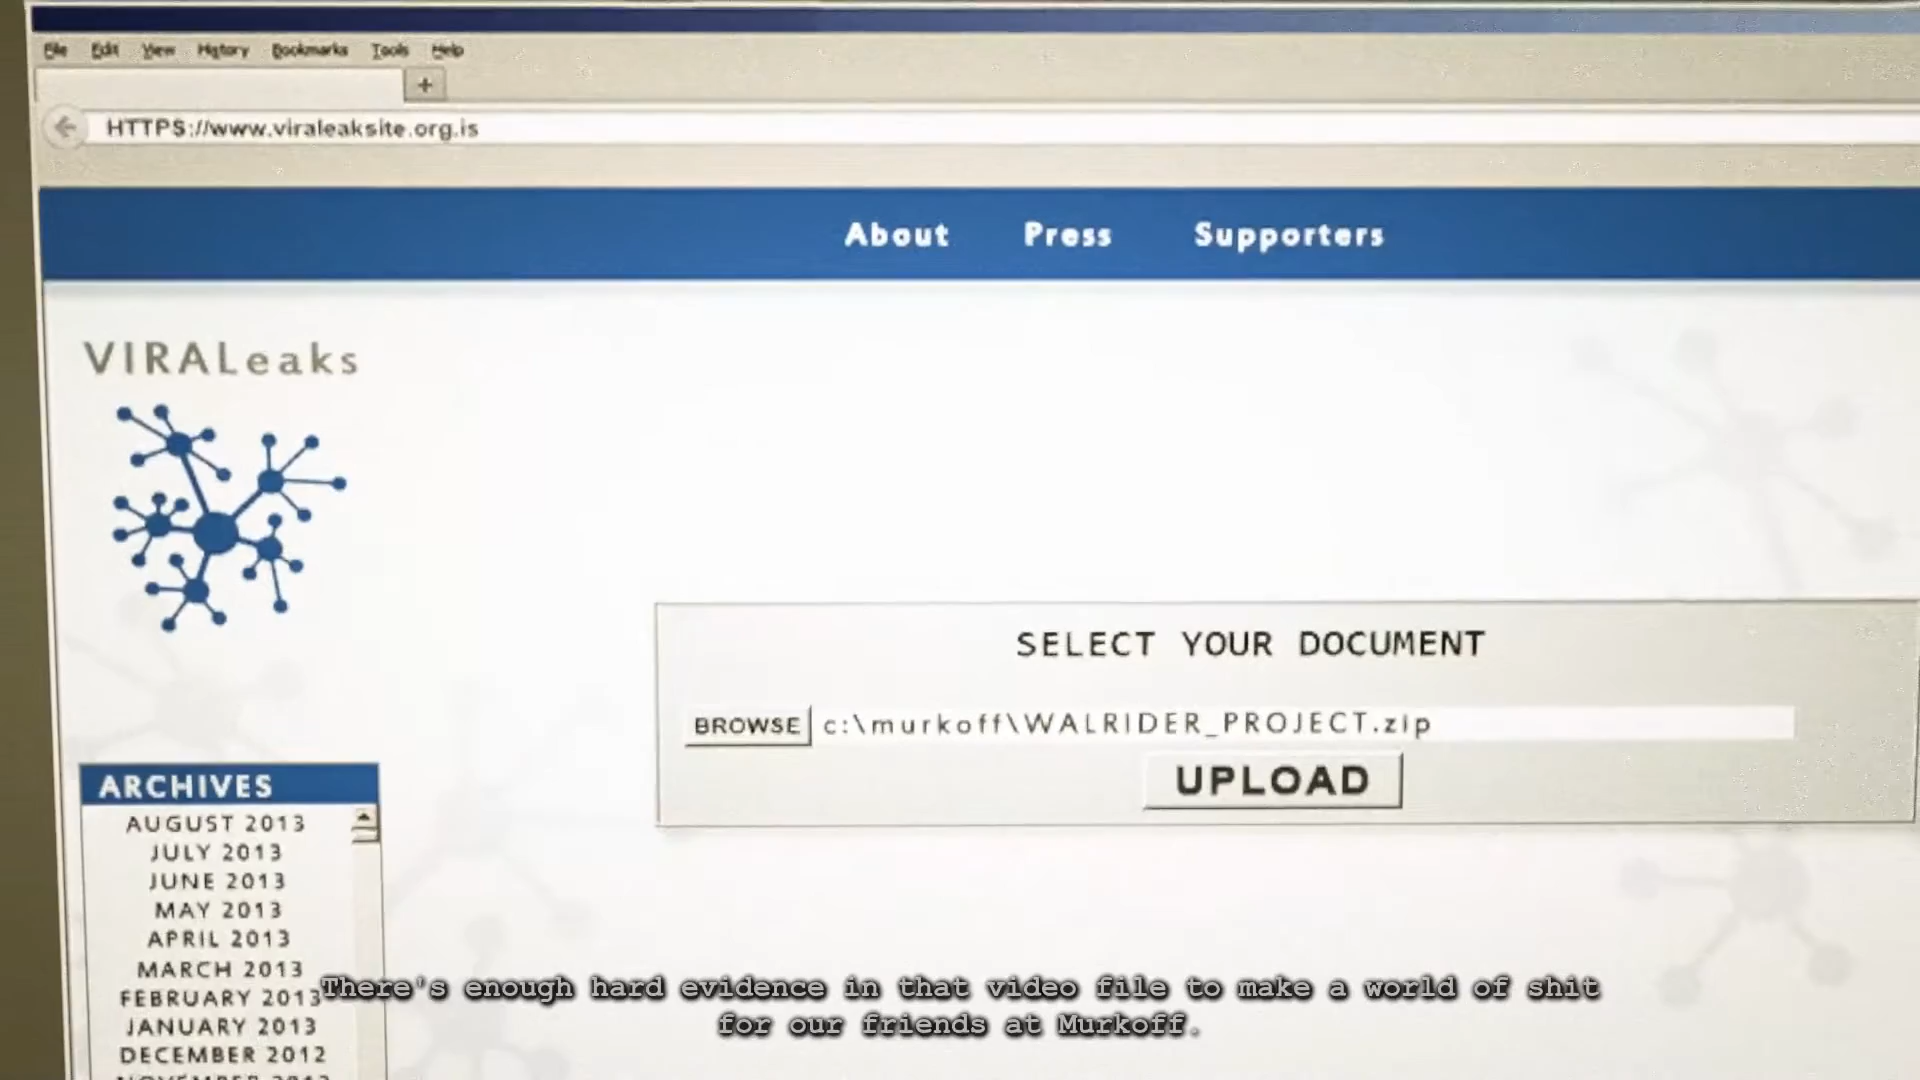 File Edit View History Bookmarks Tools Help
+
HTTPS://www.viraleaksite.org.is
About Press Supporters
VIRALeaks
SELECT YOUR DOCUMENT
BROWSE c:\murkoff\WALRIDER_PROJECT.zip
UPLOAD
ARCHIVES
AUGUST 2013
JULY 2013
JUNE 2013
MAY 2013
APRIL 2013
MARCH 2013
FEBRUARY 2013
JANUARY 2013
DECEMBER 2012
NOVEMBER 2012
There's enough hard evidence in that video file to make a world of shit
for our friends at Murkoff.